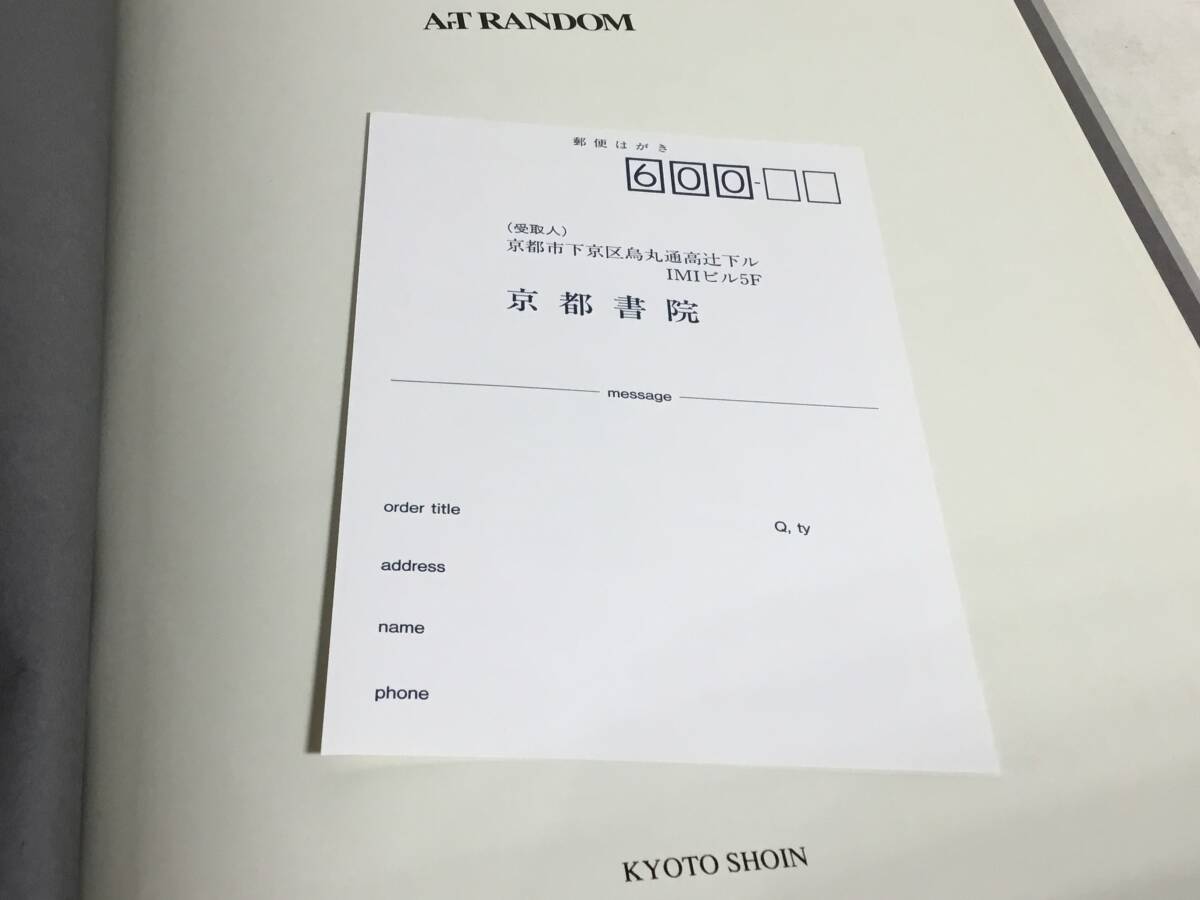 ArT RANDOM
郵便はがき
600-
(受取人)
京都市下京区烏丸通高辻下ル
IMIビル5F
京都書院
message
order title
Q, ty
address
name
phone
KYOTO SHOIN